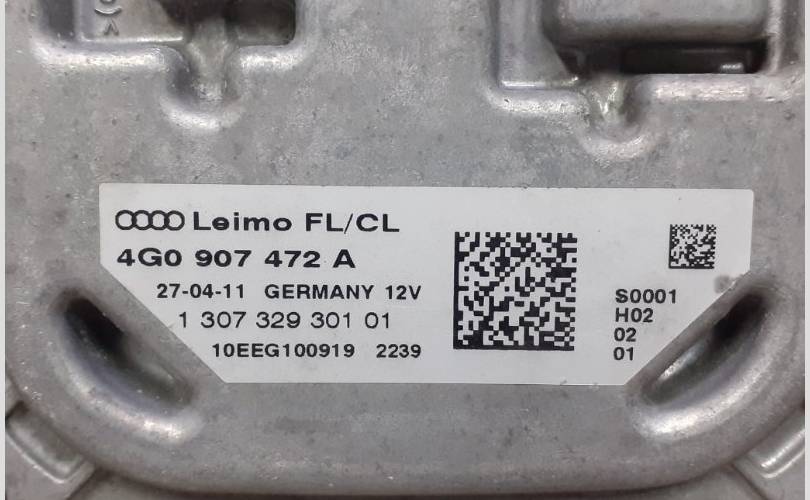 Leimo FL/CL
4G0 907 472 A
27-04-11 GERMANY 12V
1 307 329 301 01
10EEG100919 2239
S0001
H02
02
01